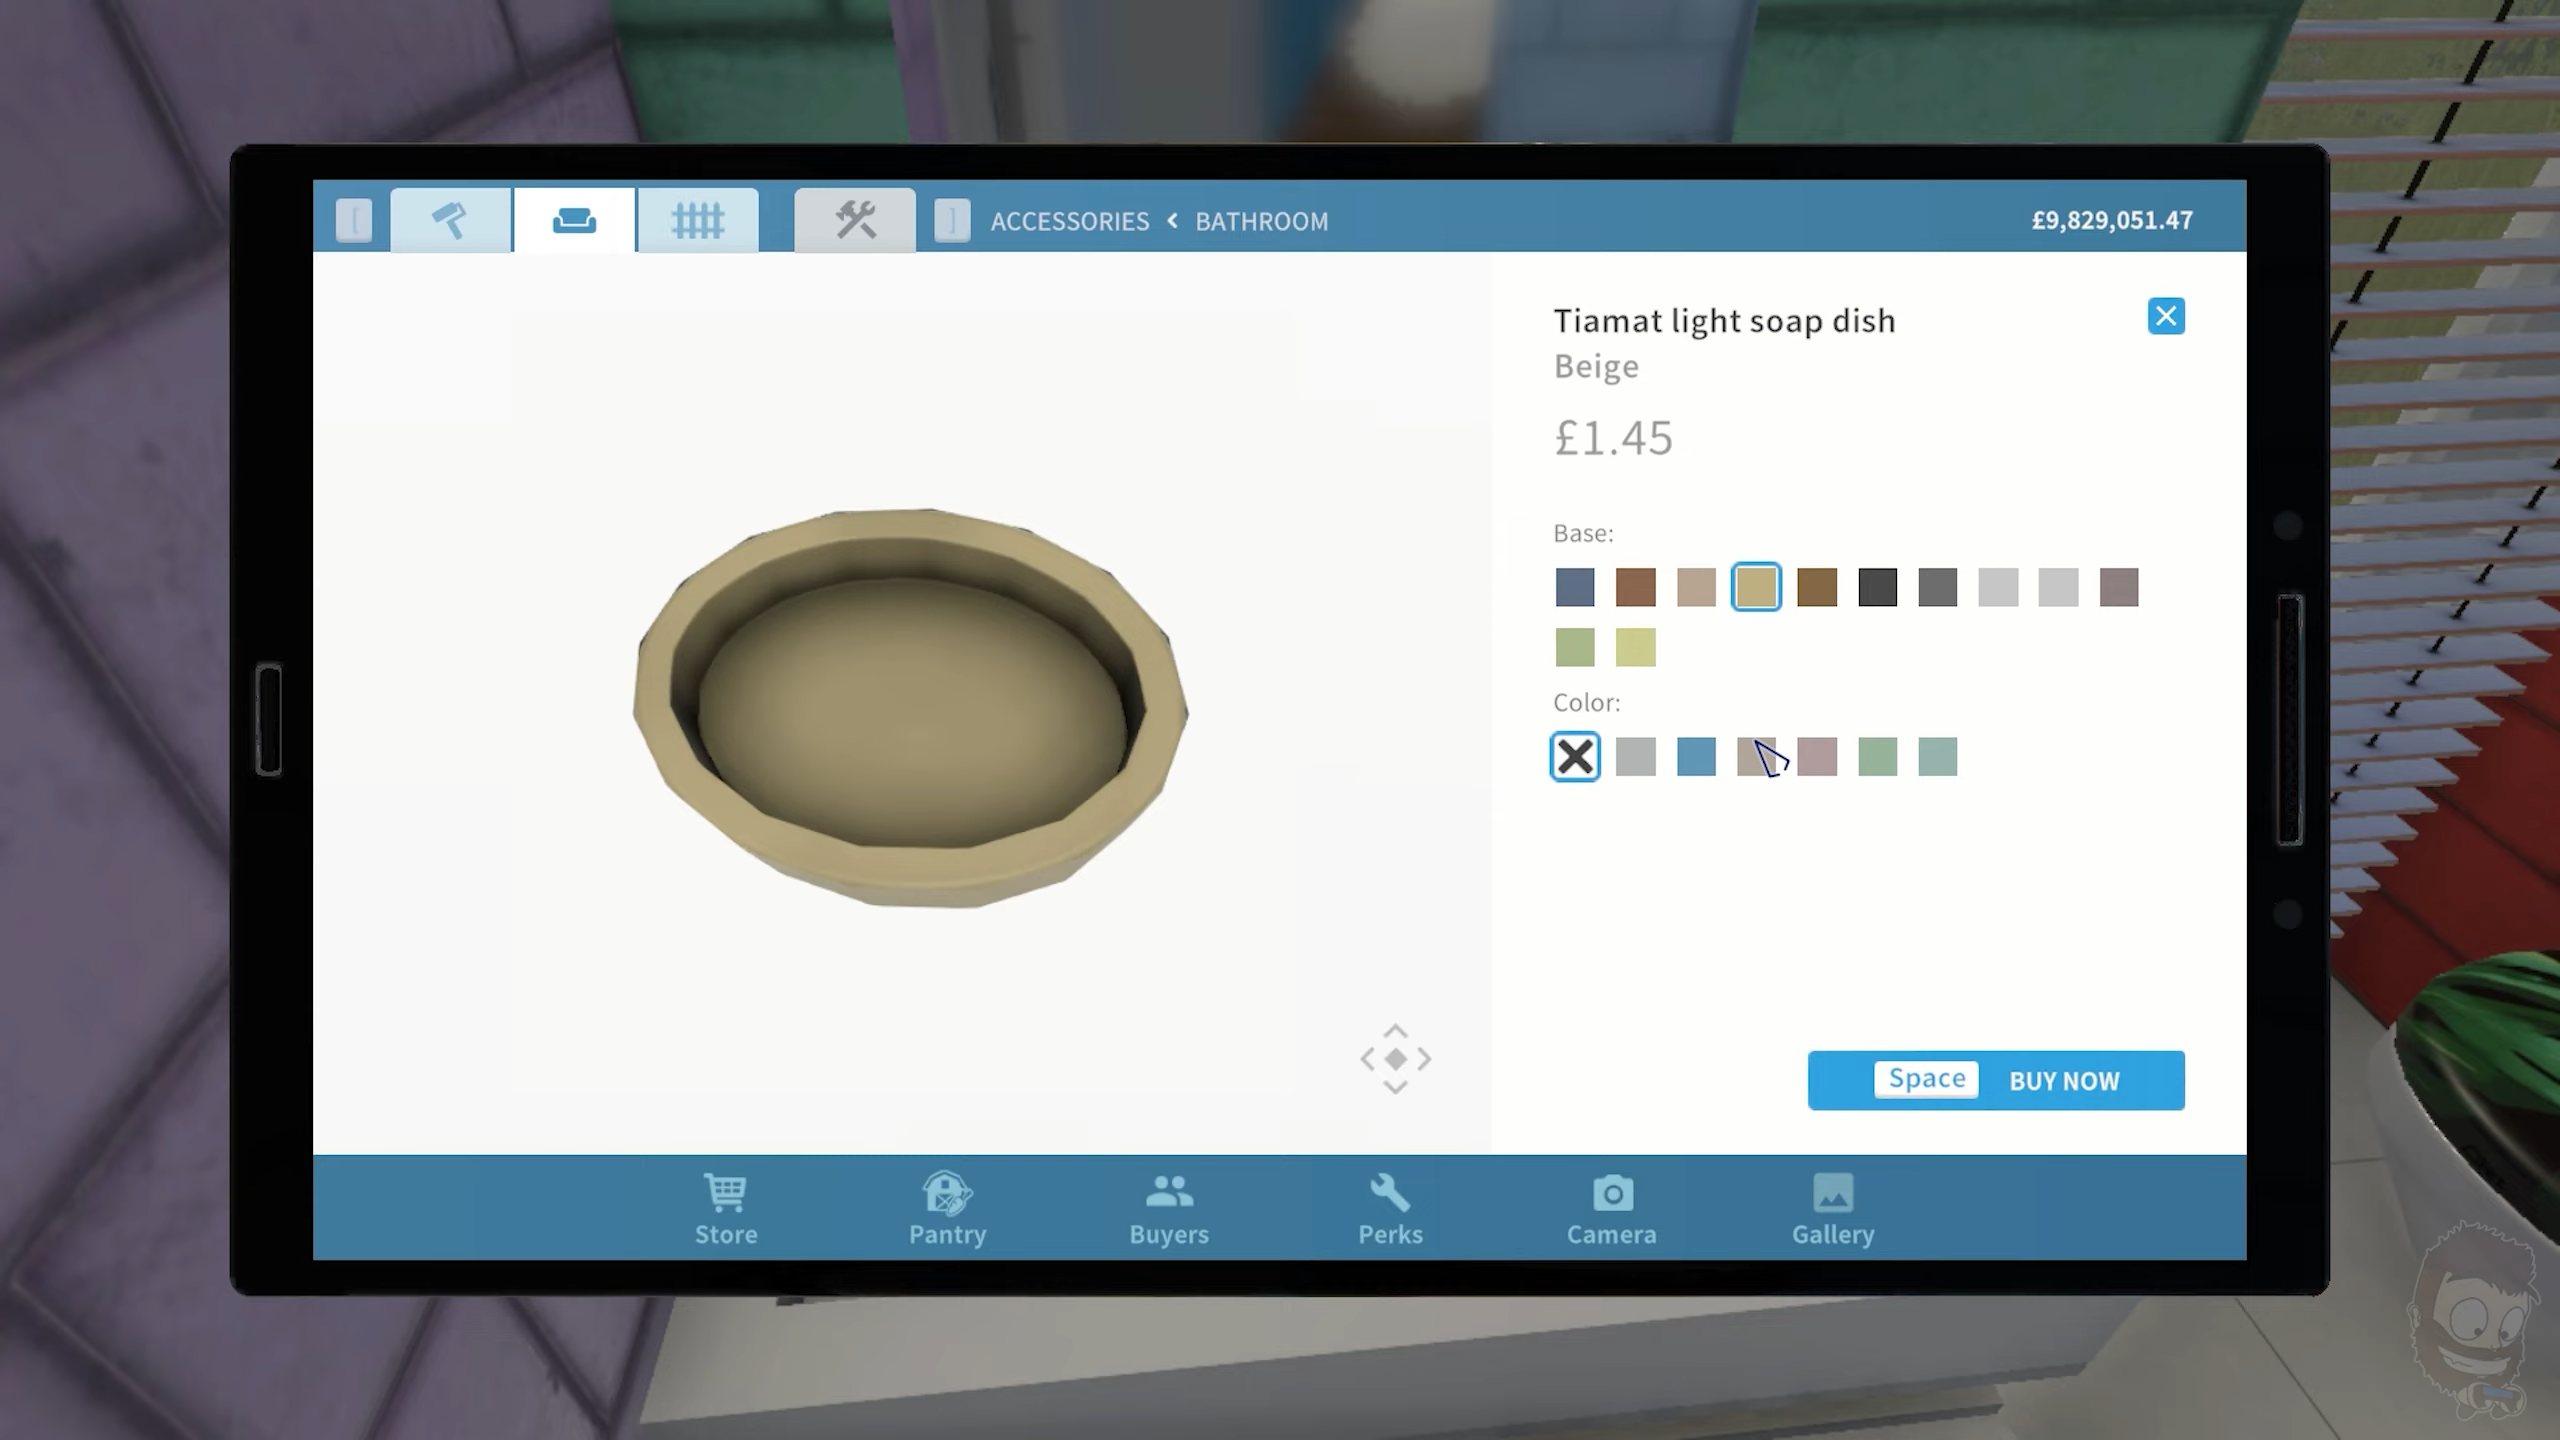 [
]
ACCESSORIES < BATHROOM
£9,829,051.47
Tiamat light soap dish
Beige
£1.45
Base:
Color:
Space BUY NOW
Store
Pantry
Buyers
Perks
Camera
Gallery